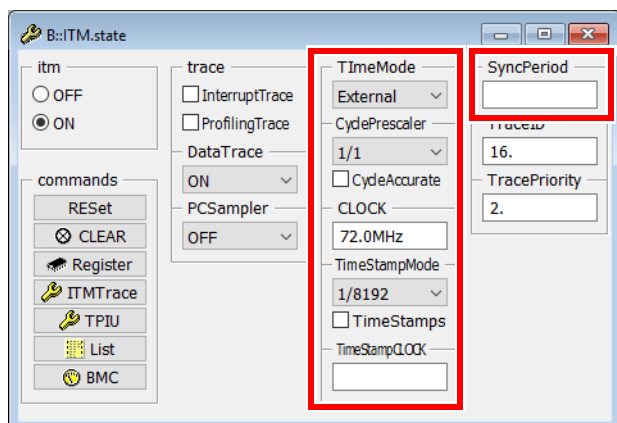 B::ITM.state
itm
OFF
ON
commands
RESet
CLEAR
Register
ITMTrace
TPIU
List
BMC
trace
InterruptTrace
ProfilingTrace
DataTrace
ON
PCSampler
OFF
TImeMode
External
CyclePrescaler
1/1
CycleAccurate
CLOCK
72.0MHz
TimeStampMode
1/8192
TimeStamps
TimeStampCLOCK
SyncPeriod
TraceID
16.
TracePriority
2.